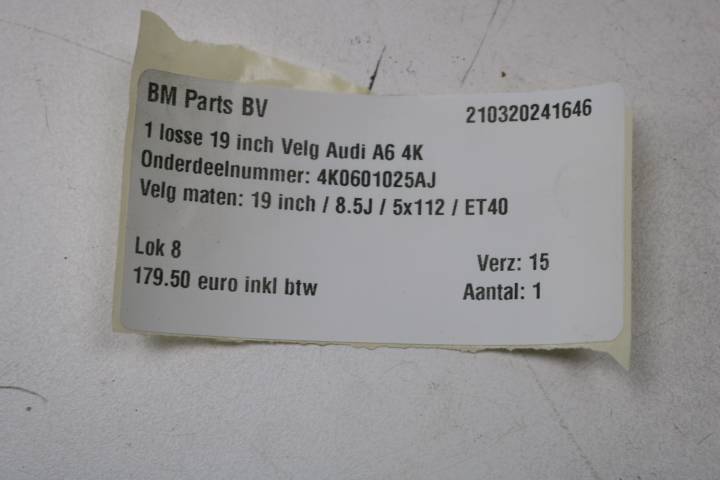 BM Parts BV
210320241646
1 losse 19 inch Velg Audi A6 4K
Onderdeelnummer: 4K0601025AJ
Velg maten: 19 inch / 8.5J / 5x112 / ET40
Lok 8
Verz: 15
179.50 euro inkl btw
Aantal: 1